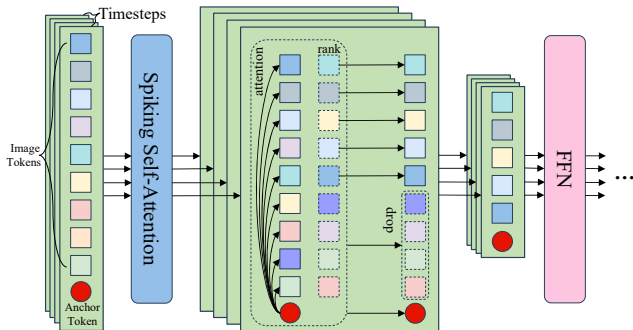 Timesteps
Image
Tokens
Anchor
Token
Spiking Self-Attention
attention
rank
drop
FFN
...